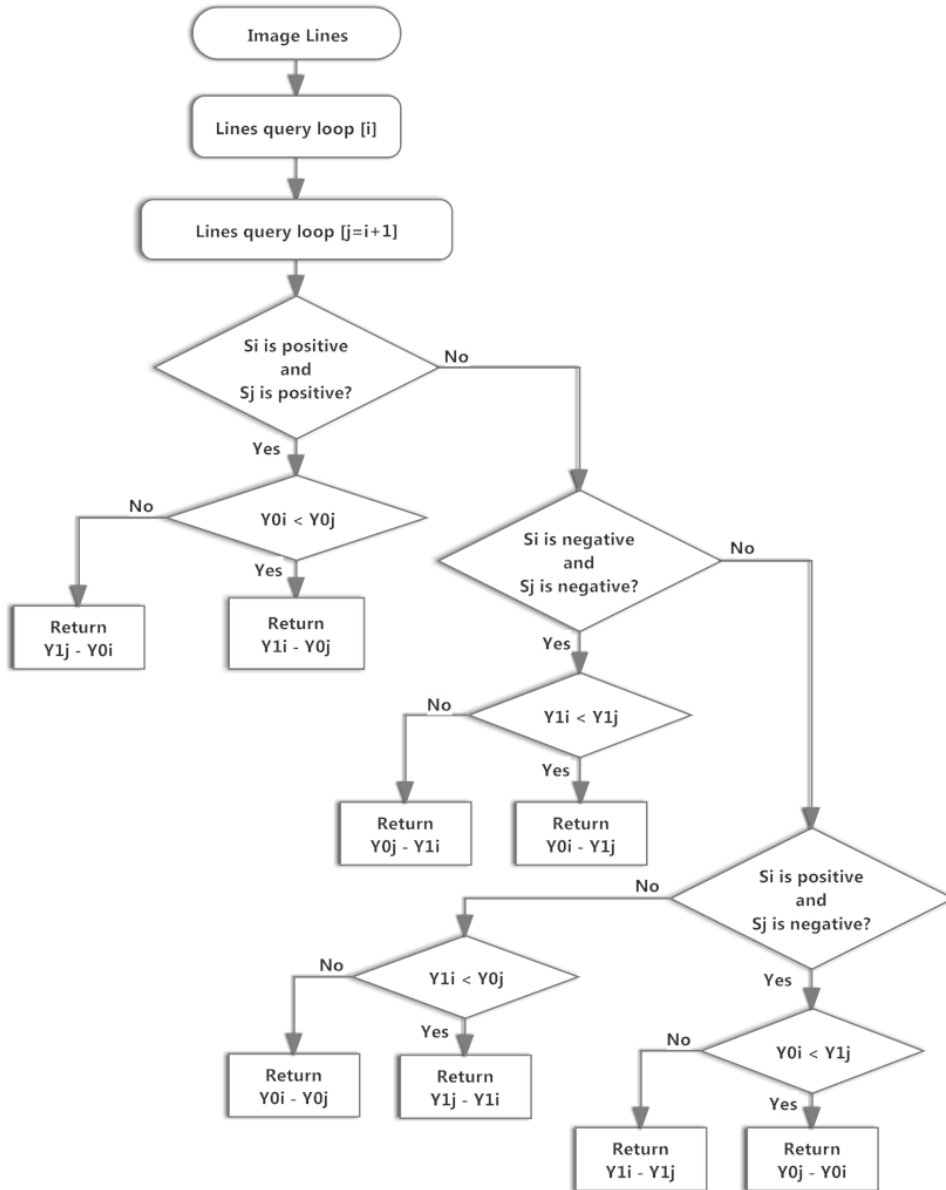 Image Lines
Lines query loop [i]
Lines query loop [j=i+1]
Si is positive
and
Sj is positive?
No
Yes
Y0i < Y0j
No
Yes
Return
Y1j - Y0i
Return
Y1i - Y0j
Si is negative
and
Sj is negative?
No
Yes
Y1i < Y1j
No
Yes
Return
Y0j - Y1i
Return
Y0i - Y1j
Si is positive
and
Sj is negative?
No
Yes
Y1i < Y0j
No
Yes
Return
Y0i - Y0j
Return
Y1j - Y1i
Y0i < Y1j
No
Yes
Return
Y1i - Y1j
Return
Y0j - Y0i